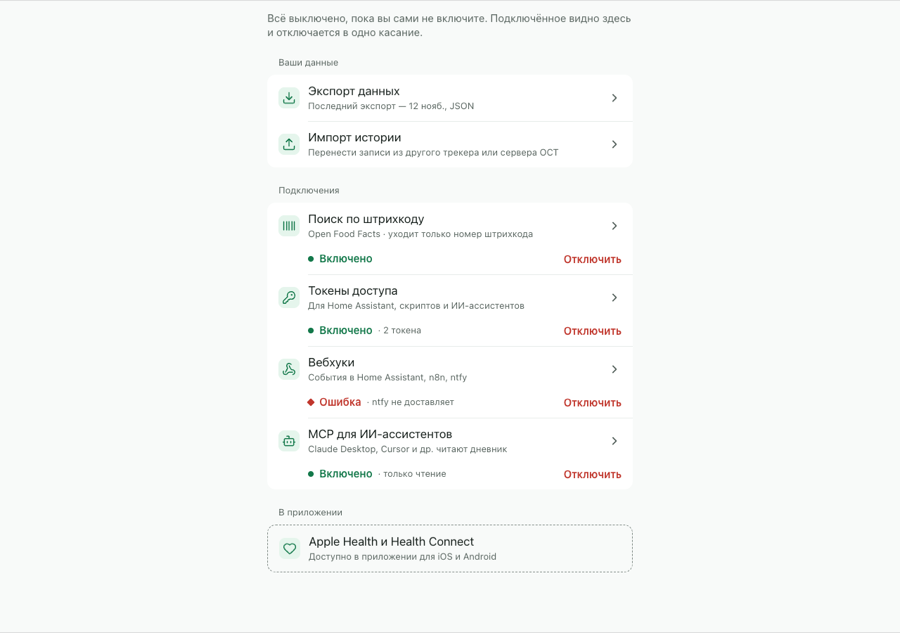 Всё выключено, пока вы сами не включите. Подключённое видно здесь
и отключается в одно касание.
Ваши данные
Экспорт данных
Последний экспорт — 12 нояб., JSON
Импорт истории
Перенести записи из другого трекера или сервера ОСТ
Подключения
Поиск по штрихкоду
Open Food Facts · уходит только номер штрихкода
Включено
Отключить
Токены доступа
Для Home Assistant, скриптов и ИИ-ассистентов
Включено · 2 токена
Отключить
Вебхуки
События в Home Assistant, n8n, ntfy
Ошибка · ntfy не доставляет
Отключить
MCP для ИИ-ассистентов
Claude Desktop, Cursor и др. читают дневник
Включено · только чтение
Отключить
В приложении
Apple Health и Health Connect
Доступно в приложении для iOS и Android